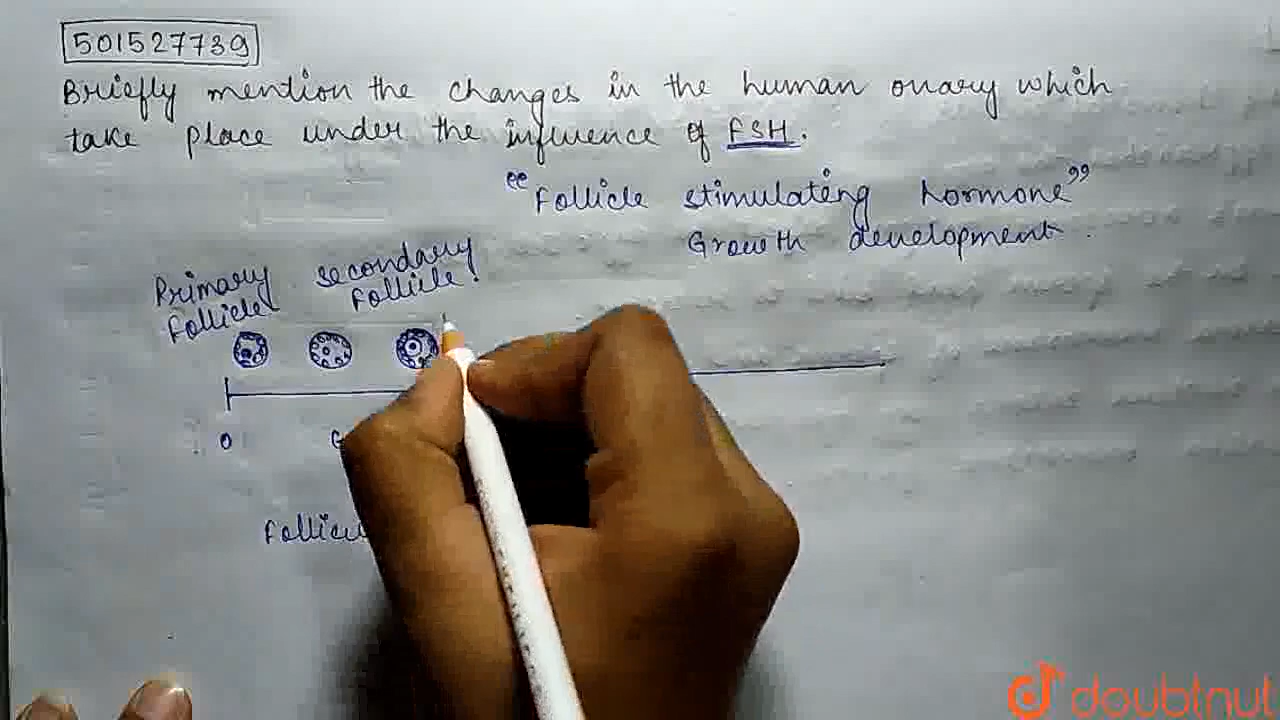 501527739
Briefly mention the changes in the human ovary which
take place under the influence of FSH.
"Follicle stimulating hormone"
Growth development.
Primary
follicle
secondary
follicle.
0
doubtnut